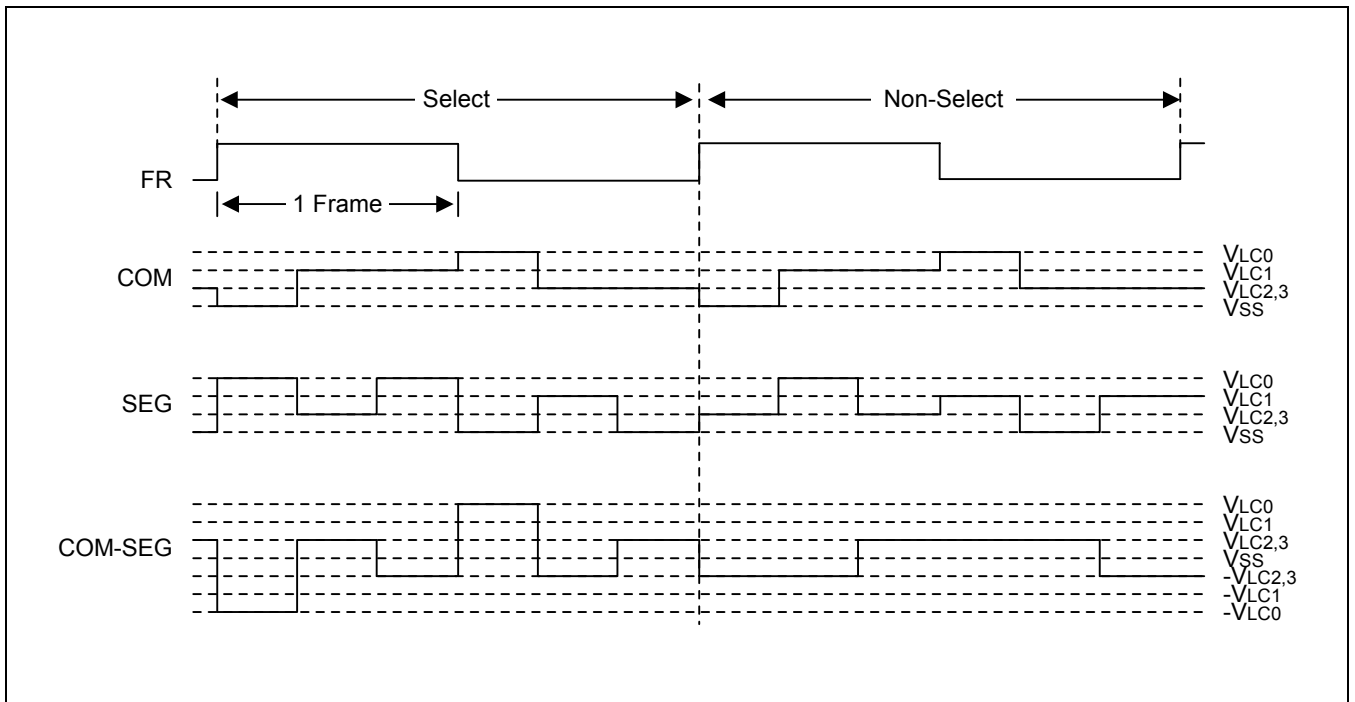 Select
Non-Select
FR
1 Frame
COM
VLC0
VLC1
VLC2,3
VSS
SEG
VLC0
VLC1
VLC2,3
VSS
COM-SEG
VLC0
VLC1
VLC2,3
VSS
-VLC2,3
-VLC1
-VLC0